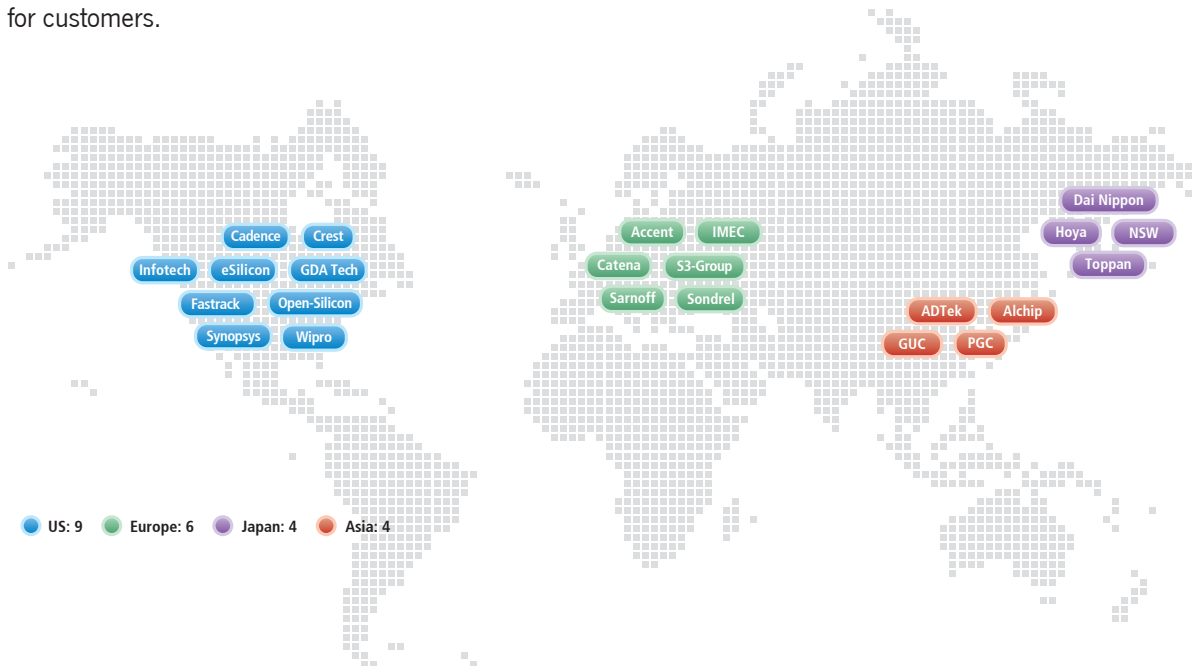 for customers.
Dai Nippon
Cadence Crest Accent IMEC Hoya NSW
Infotech eSilicon GDA Tech Catena S3-Group Toppan
Fastrack Open-Silicon Sarnoff Sondrel ADTek Alchip
Synopsys Wipro GUC PGC
US: 9 Europe: 6 Japan: 4 Asia: 4